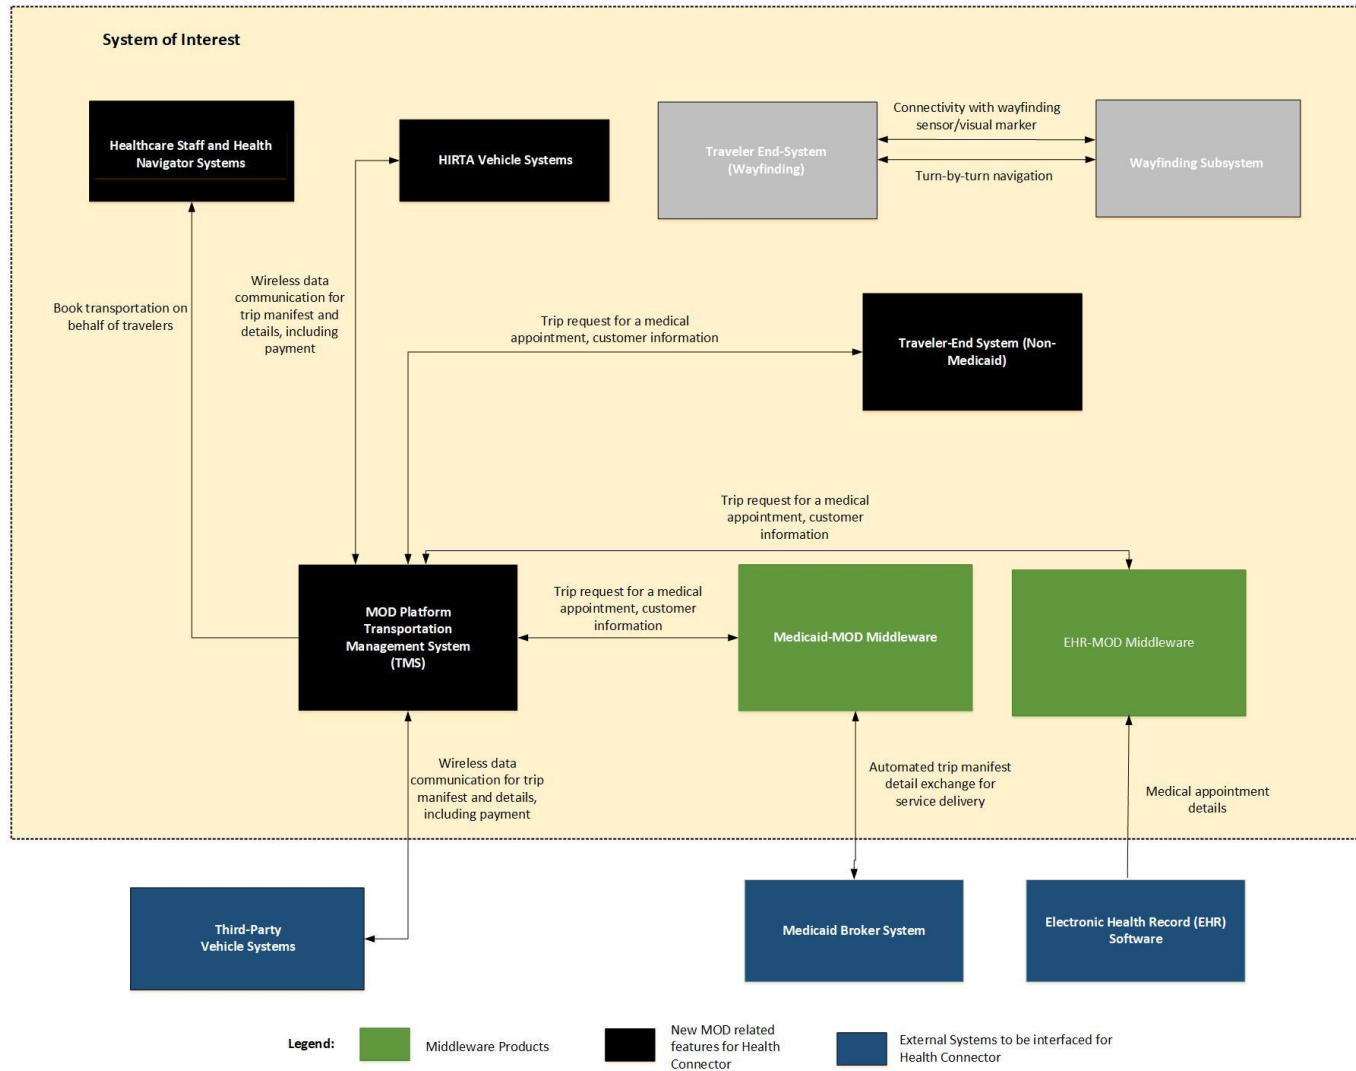 System of Interest
Healthcare Staff and Health
Navigator Systems
HIRTA Vehicle Systems
Traveler End-System
(Wayfinding)
Connectivity with wayfinding
sensor/visual marker
Turn-by-turn navigation
Wayfinding Subsystem
Book transportation on
behalf of travelers
Wireless data
communication for
trip manifest and
details, including
payment
Trip request for a medical
appointment, customer information
Traveler-End System (Non-
Medicaid)
Trip request for a medical
appointment, customer
information
MOD Platform
Transportation
Management System
(TMS)
Trip request for a medical
appointment, customer
information
Medicaid-MOD Middleware
EHR-MOD Middleware
Wireless data
communication for trip
manifest and details,
including payment
Automated trip manifest
detail exchange for
service delivery
Medical appointment
details
Third-Party
Vehicle Systems
Medicaid Broker System
Electronic Health Record (EHR)
Software
Legend:
Middleware Products
New MOD related
features for Health
Connector
External Systems to be interfaced for
Health Connector